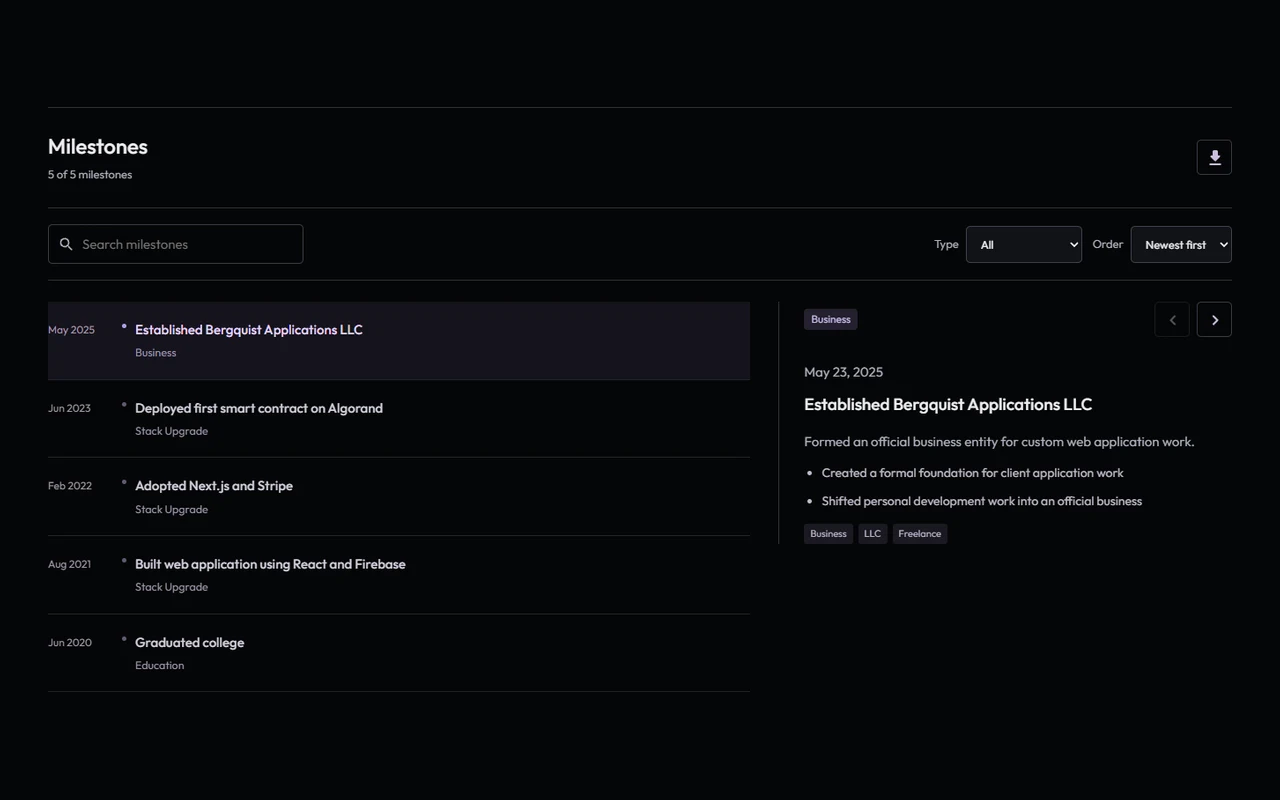 Milestones
5 of 5 milestones
Search milestones
Type
All
Order
Newest first
May 2025
Established Bergquist Applications LLC
Business
Jun 2023
Deployed first smart contract on Algorand
Stack Upgrade
Feb 2022
Adopted Next.js and Stripe
Stack Upgrade
Aug 2021
Built web application using React and Firebase
Stack Upgrade
Jun 2020
Graduated college
Education
Business
May 23, 2025
Established Bergquist Applications LLC
Formed an official business entity for custom web application work.
Created a formal foundation for client application work
Shifted personal development work into an official business
Business
LLC
Freelance